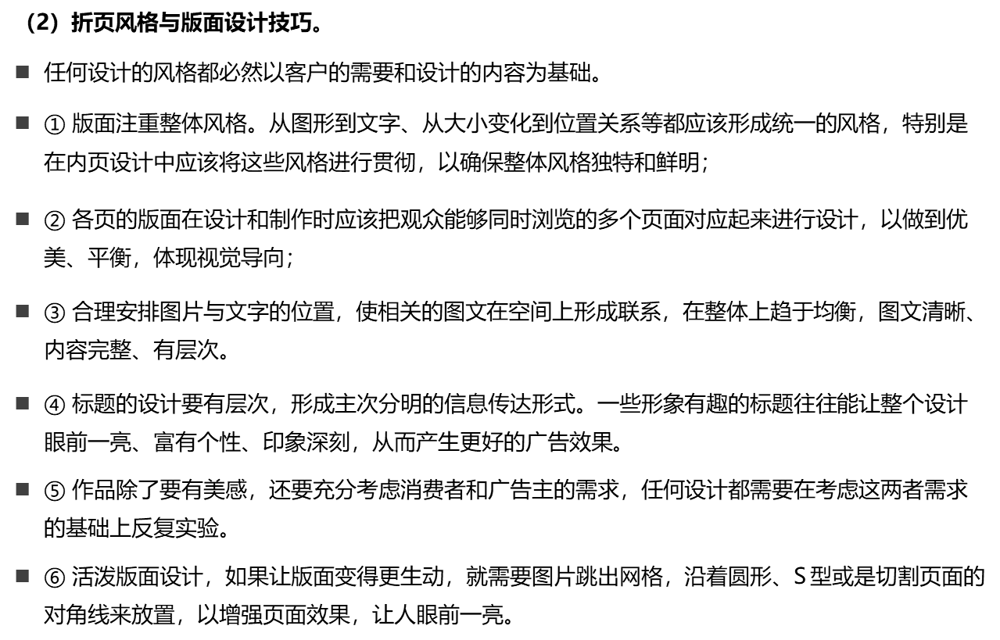 （2）折页风格与版面设计技巧。
■ 任何设计的风格都必然以客户的需要和设计的内容为基础。
■ ① 版面注重整体风格。从图形到文字、从大小变化到位置关系等都应该形成统一的风格，特别是
在内页设计中应该将这些风格进行贯彻，以确保整体风格独特和鲜明；
■ ② 各页的版面在设计和制作时应该把观众能够同时浏览的多个页面对应起来进行设计，以做到优
美、平衡，体现视觉导向；
■ ③ 合理安排图片与文字的位置，使相关的图文在空间上形成联系，在整体上趋于均衡，图文清晰、
内容完整、有层次。
■ ④ 标题的设计要有层次，形成主次分明的信息传达形式。一些形象有趣的标题往往能让整个设计
眼前一亮、富有个性、印象深刻，从而产生更好的广告效果。
■ ⑤ 作品除了要有美感，还要充分考虑消费者和广告主的需求，任何设计都需要在考虑这两者需求
的基础上反复实验。
■ ⑥ 活泼版面设计，如果让版面变得更生动，就需要图片跳出网格，沿着圆形、S 型或是切割页面的
对角线来放置，以增强页面效果，让人眼前一亮。